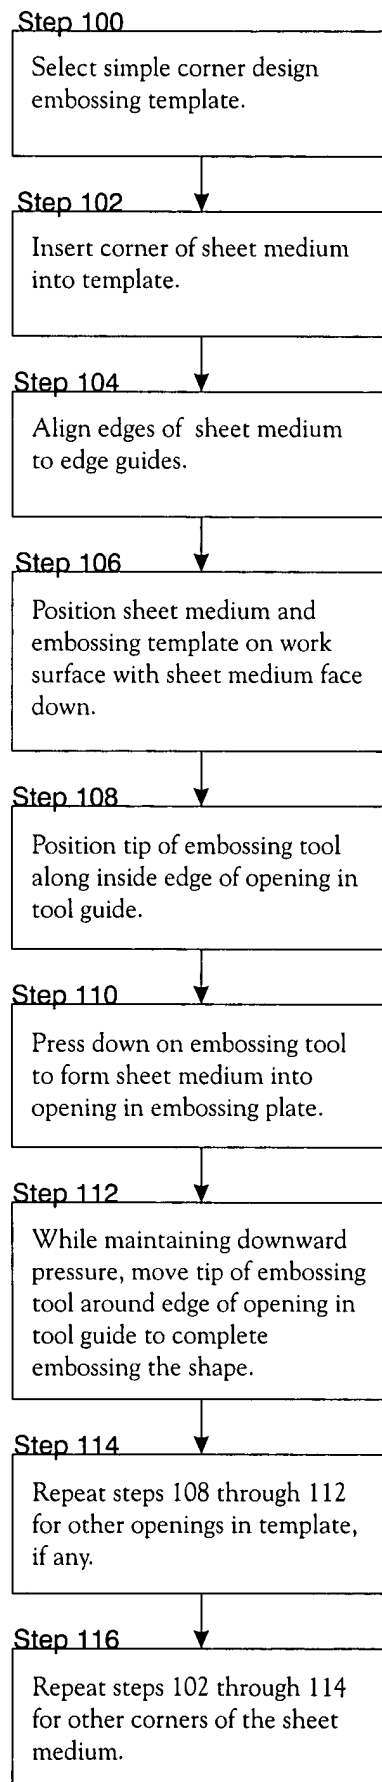 Step 100
Select simple corner design
embossing template.
Step 102
Insert corner of sheet medium
into template.
Step 104
Align edges of sheet medium
to edge guides.
Step 106
Position sheet medium and
embossing template on work
surface with sheet medium face
down.
Step 108
Position tip of embossing tool
along inside edge of opening in
tool guide.
Step 110
Press down on embossing tool
to form sheet medium into
opening in embossing plate.
Step 112
While maintaining downward
pressure, move tip of embossing
tool around edge of opening in
tool guide to complete
embossing the shape.
Step 114
Repeat steps 108 through 112
for other openings in template,
if any.
Step 116
Repeat steps 102 through 114
for other corners of the sheet
medium.